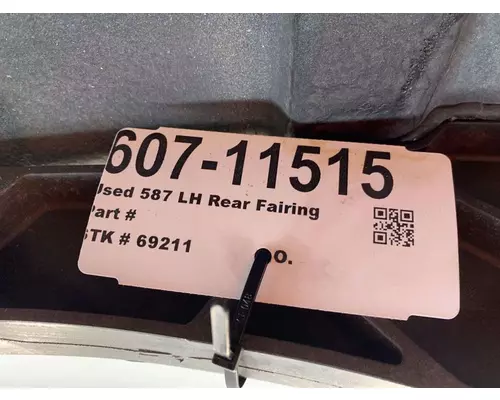 607-11515
Used 587 LH Rear Fairing
Part #
STK # 69211
o.